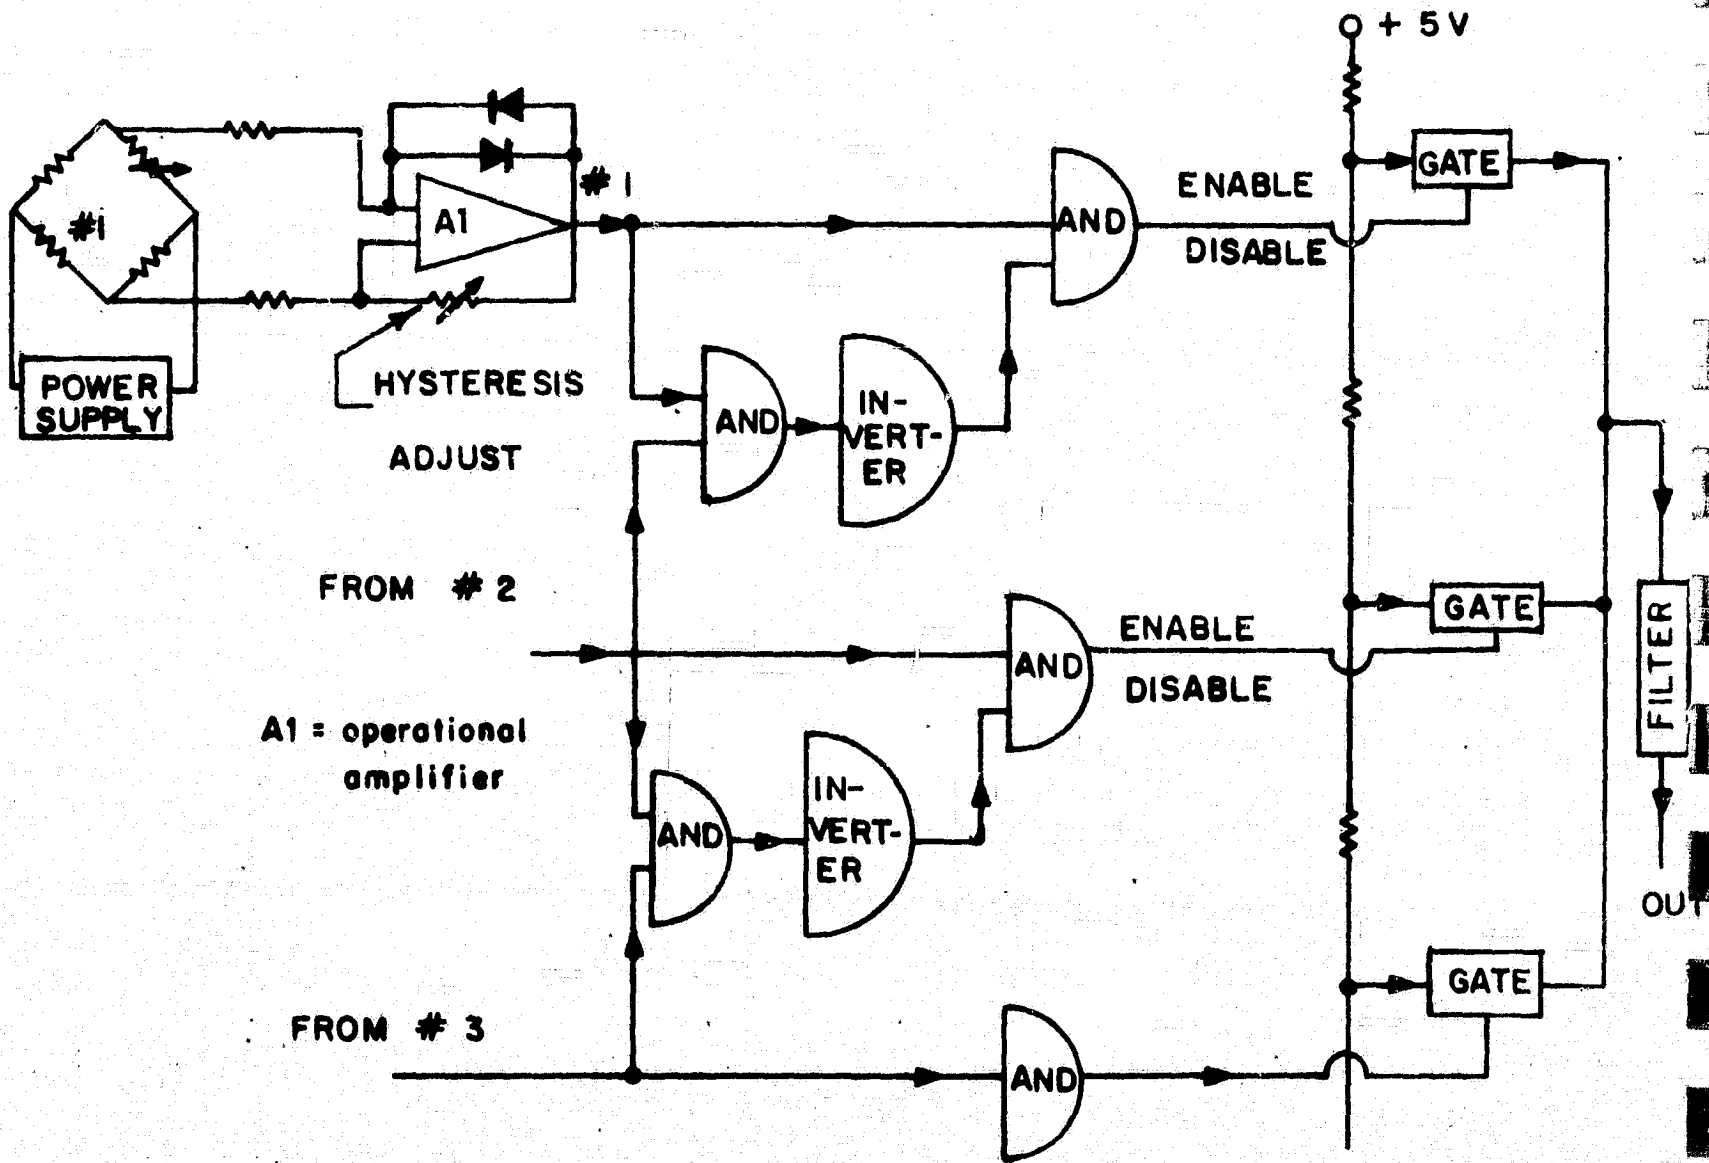 + 5V
GATE
# 1
#1
A1
AND
ENABLE
DISABLE
POWER
SUPPLY
HYSTERESIS
ADJUST
AND
IN-
VERT-
ER
FROM # 2
AND
ENABLE
DISABLE
GATE
FILTER
A1 = operational
amplifier
AND
IN-
VERT-
ER
OUT
GATE
FROM # 3
AND